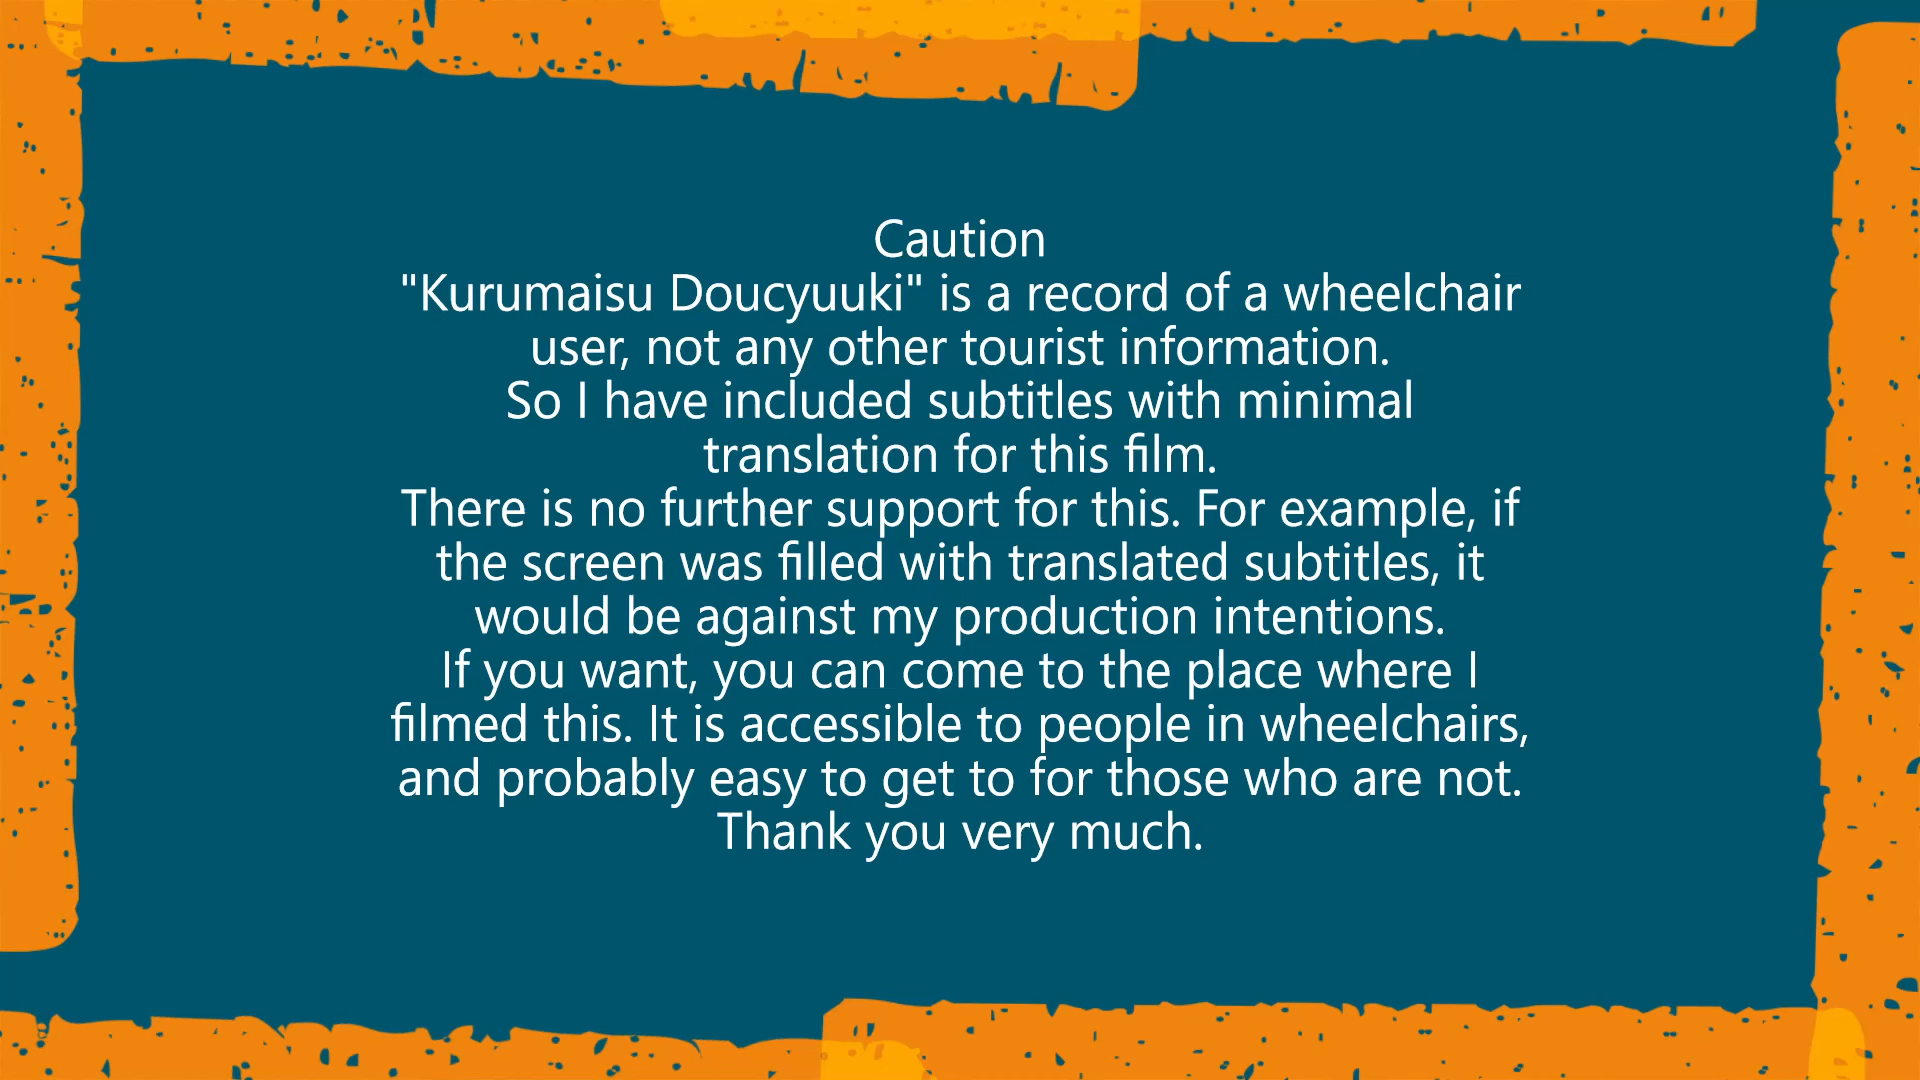 Caution
"Kurumaisu Doucyuuki" is a record of a wheelchair
user, not any other tourist information.
So I have included subtitles with minimal
translation for this film.
There is no further support for this. For example, if
the screen was filled with translated subtitles, it
would be against my production intentions.
If you want, you can come to the place where I
filmed this. It is accessible to people in wheelchairs,
and probably easy to get to for those who are not.
Thank you very much.